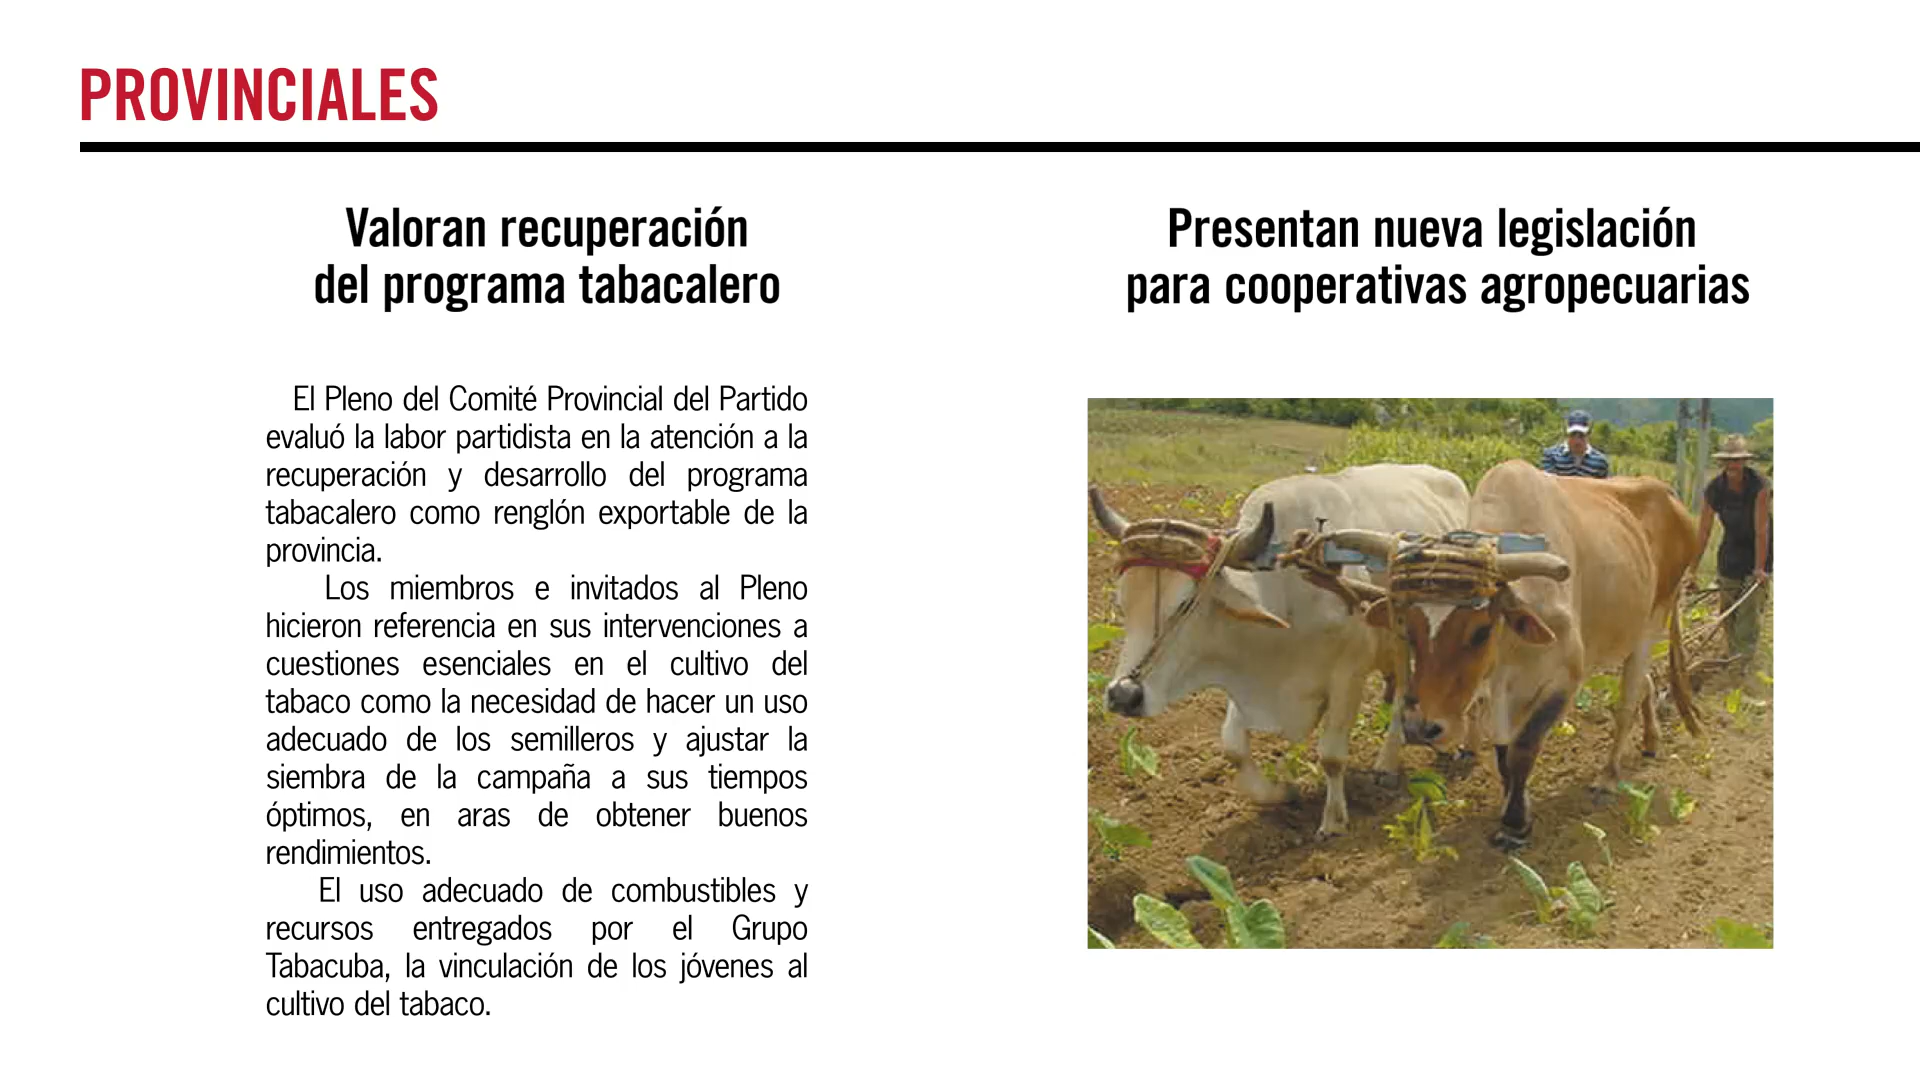 PROVINCIALES
Valoran recuperación
del programa tabacalero
El Pleno del Comité Provincial del Partido
evaluó la labor partidista en la atención a la
recuperación y desarrollo del programa
tabacalero como renglón exportable de la
provincia.
Los miembros e invitados al Pleno
hicieron referencia en sus intervenciones a
cuestiones esenciales en el cultivo del
tabaco como la necesidad de hacer un uso
adecuado de los semilleros y ajustar la
siembra de la campaña a sus tiempos
óptimos, en aras de obtener buenos
rendimientos.
El uso adecuado de combustibles y
recursos entregados por el Grupo
Tabacuba, la vinculación de los jóvenes al
cultivo del tabaco.
Presentan nueva legislación
para cooperativas agropecuarias